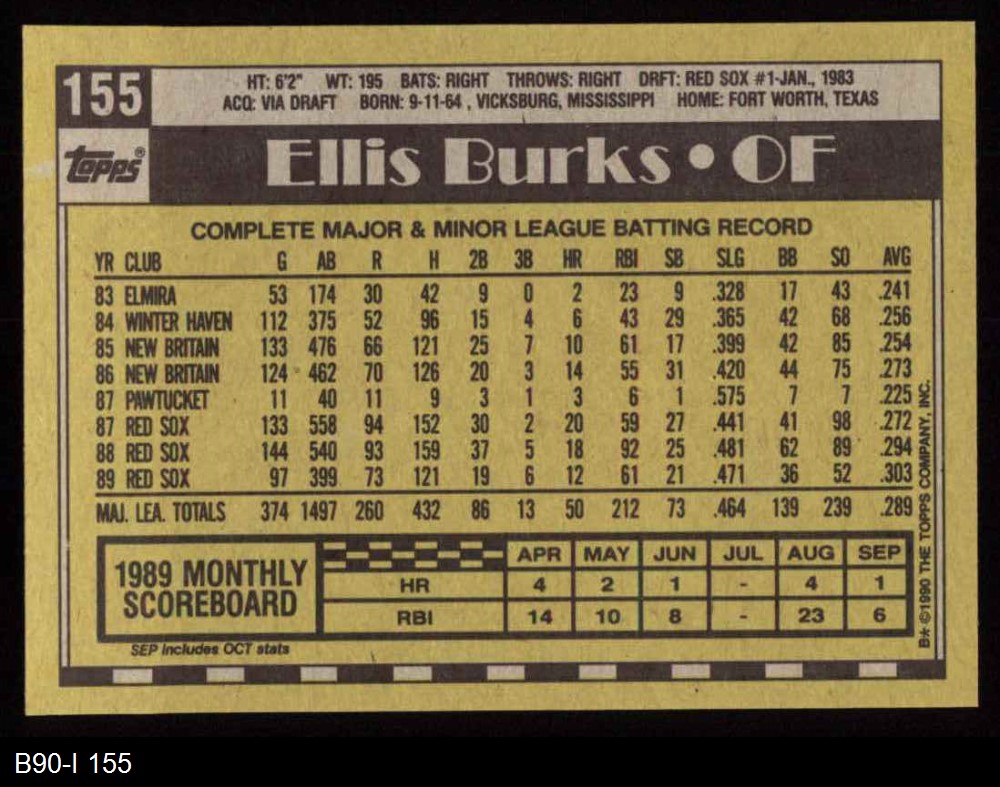 155
HT: 6'2" WT: 195 BATS: RIGHT THROWS: RIGHT DRFT: RED SOX #1-JAN., 1983
ACQ: VIA DRAFT BORN: 9-11-64 , VICKSBURG, MISSISSIPPI HOME: FORT WORTH, TEXAS
topps®
Ellis Burks • OF
COMPLETE MAJOR & MINOR LEAGUE BATTING RECORD
YR CLUB G AB R H 2B 3B HR RBI SB SLG BB SO AVG
83 ELMIRA 53 174 30 42 9 0 2 23 9 .328 17 43 .241
84 WINTER HAVEN 112 375 52 96 15 4 6 43 29 .365 42 68 .256
85 NEW BRITAIN 133 476 66 121 25 7 10 61 17 .399 42 85 .254
86 NEW BRITAIN 124 462 70 126 20 3 14 55 31 .420 44 75 .273
87 PAWTUCKET 11 40 11 9 3 1 3 6 1 .575 7 7 .225
87 RED SOX 133 558 94 152 30 2 20 59 27 .441 41 98 .272
88 RED SOX 144 540 93 159 37 5 18 92 25 .481 62 89 .294
89 RED SOX 97 399 73 121 19 6 12 61 21 .471 36 52 .303
MAJ. LEA. TOTALS 374 1497 260 432 86 13 50 212 73 .464 139 239 .289
1989 MONTHLY
SCOREBOARD
APR MAY JUN JUL AUG SEP
HR 4 2 1 - 4 1
RBI 14 10 8 - 23 6
SEP includes OCT stats
B* ©1990 THE TOPPS COMPANY, INC.
B90-I 155